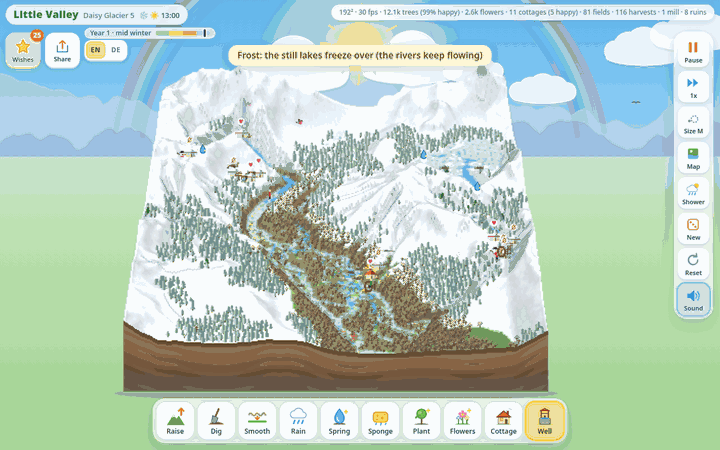 Little Valley Daisy Glacier 5 13:00
192² · 30 fps · 12.1k trees (99% happy) · 2.6k flowers · 11 cottages (5 happy) · 81 fields · 116 harvests · 1 mill · 8 ruins
Year 1 · mid winter
25
Wishes
Share
EN DE
Frost: the still lakes freeze over (the rivers keep flowing)
Pause
1x
Size M
Map
Shower
New
Reset
Sound
Raise Dig Smooth Rain Spring Sponge Plant Flowers Cottage Well